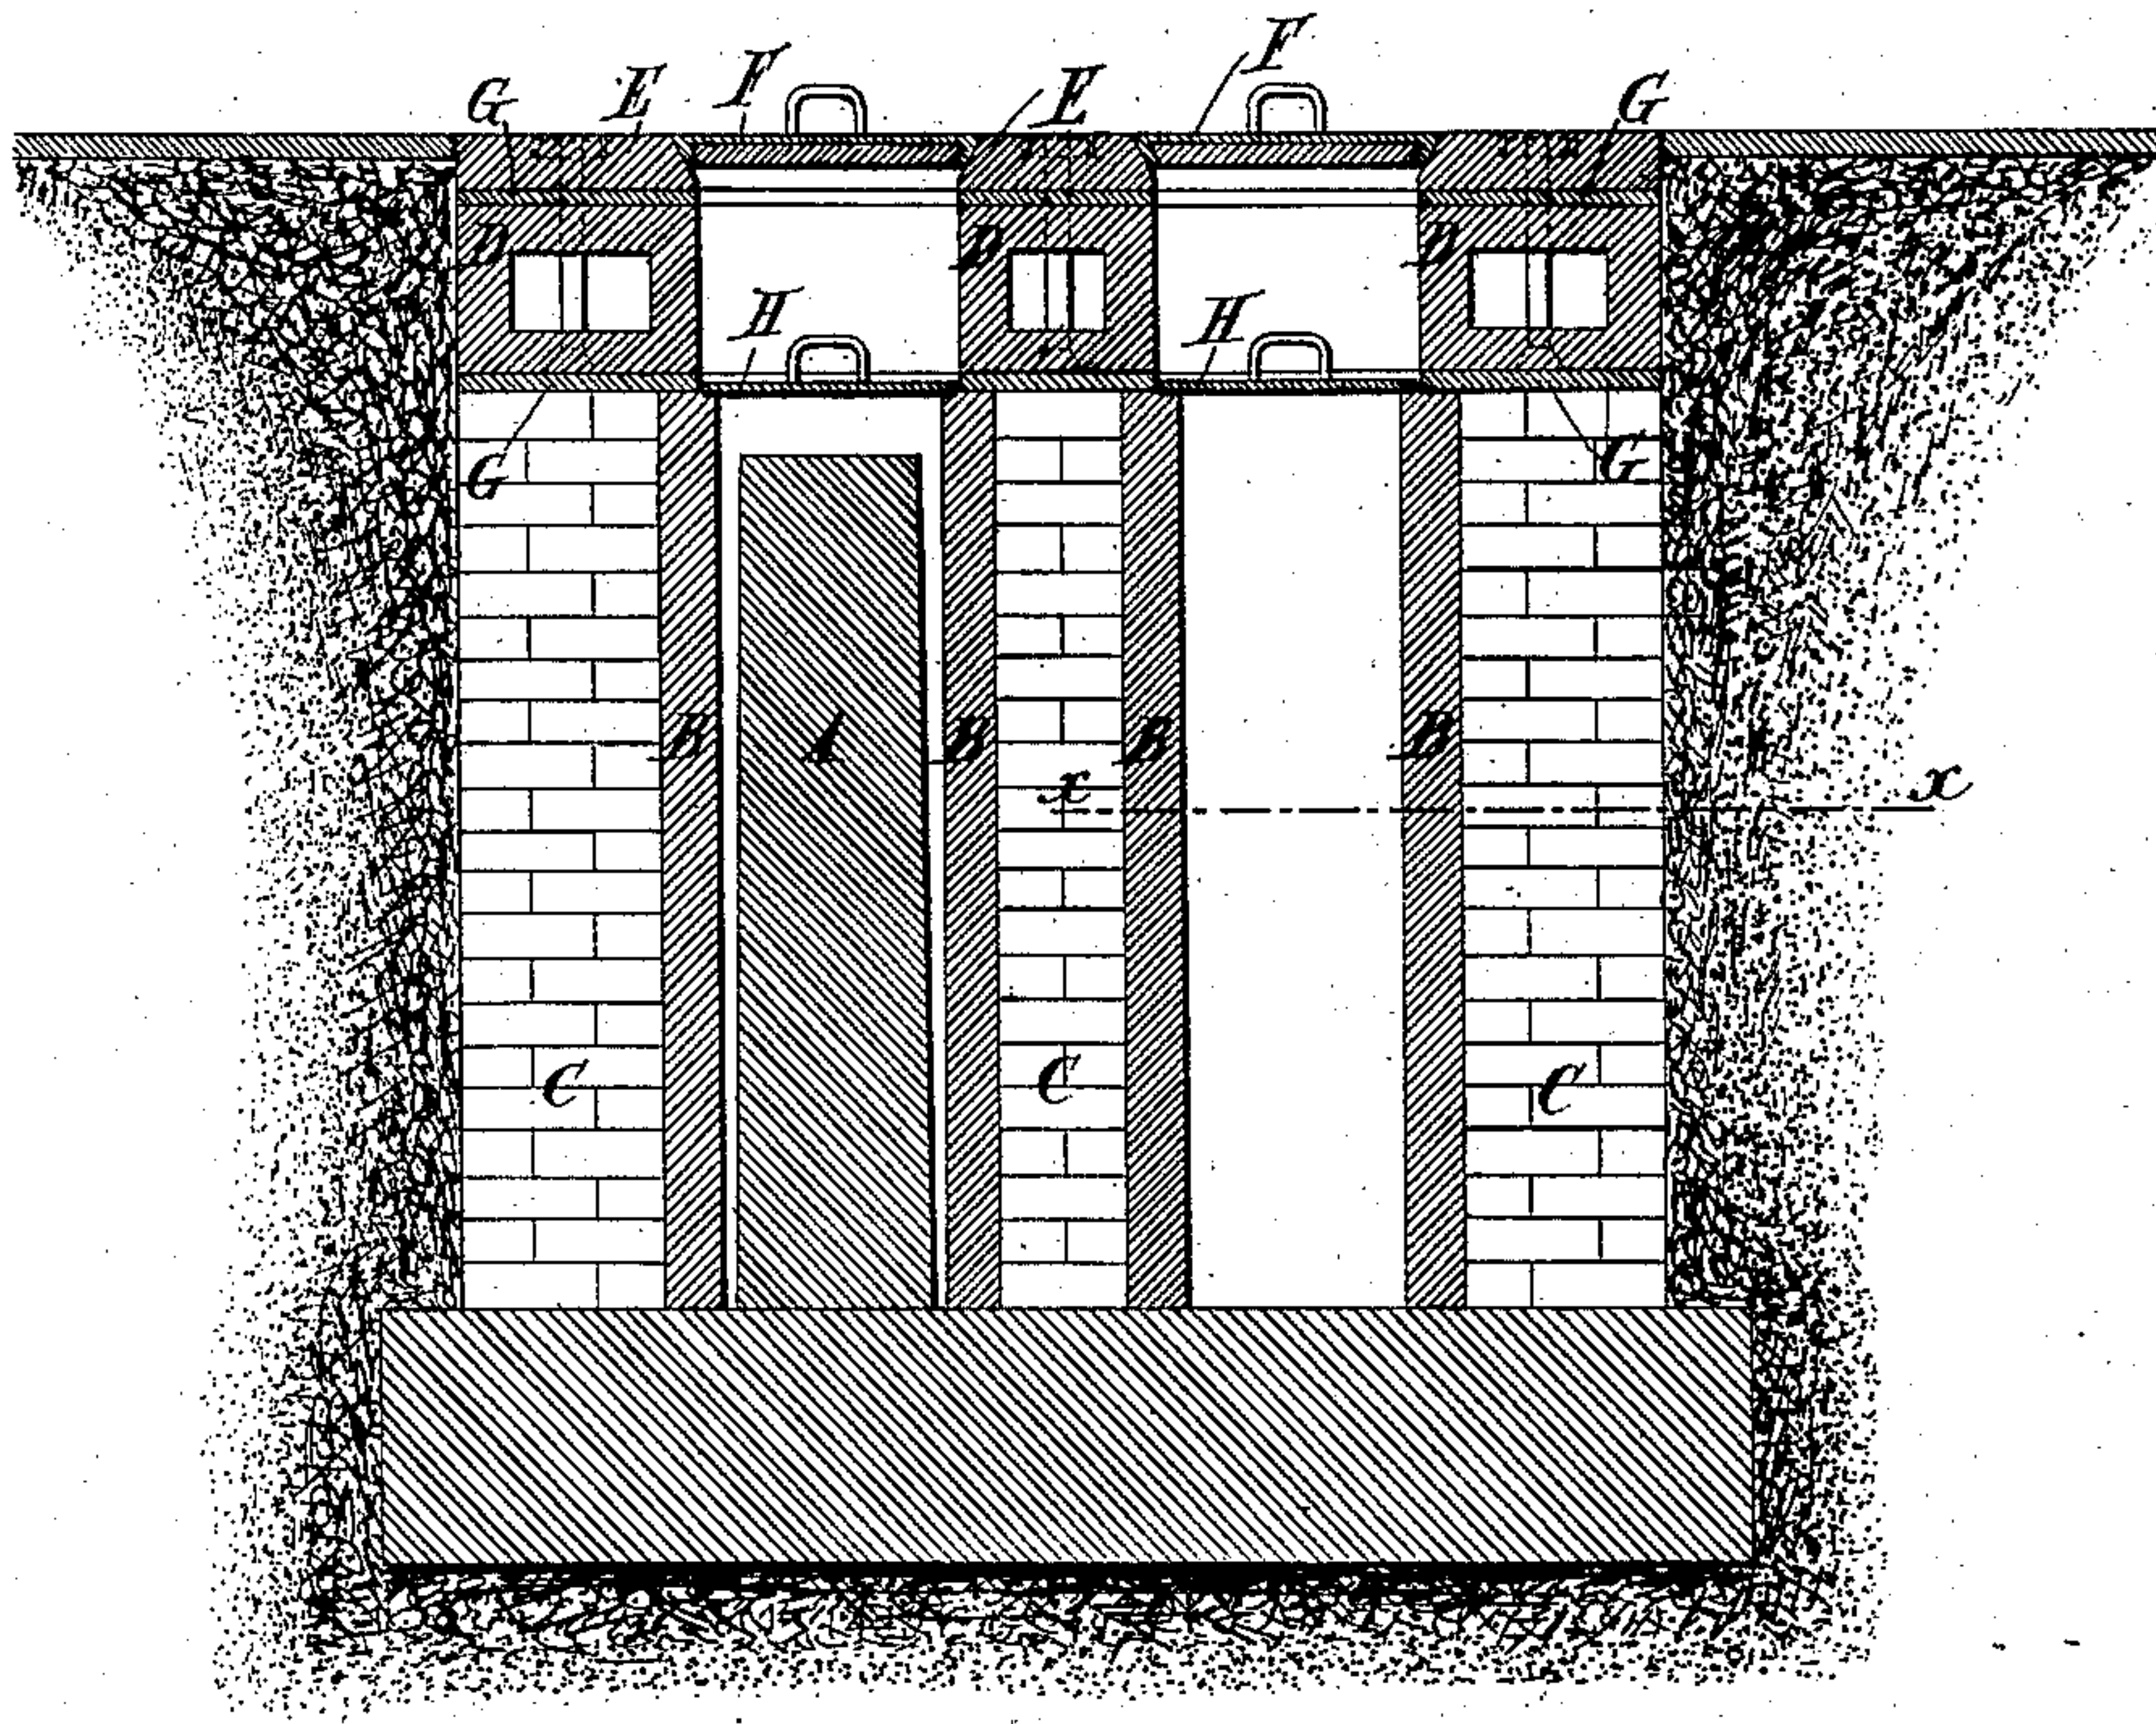 G E F E F G
D D D
H H
G G
B A B B B
x x
C C C